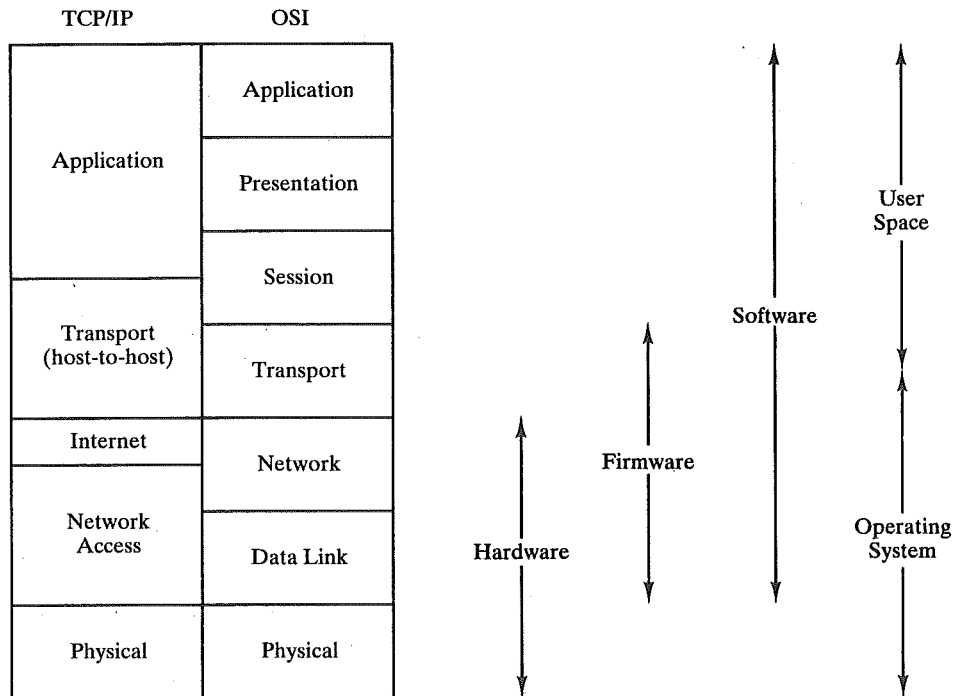 TCP/IP
OSI
Application
Presentation
Session
Transport
Network
Data Link
Physical
Application
Transport
(host-to-host)
Internet
Network
Access
Physical
Hardware
Firmware
Software
User
Space
Operating
System